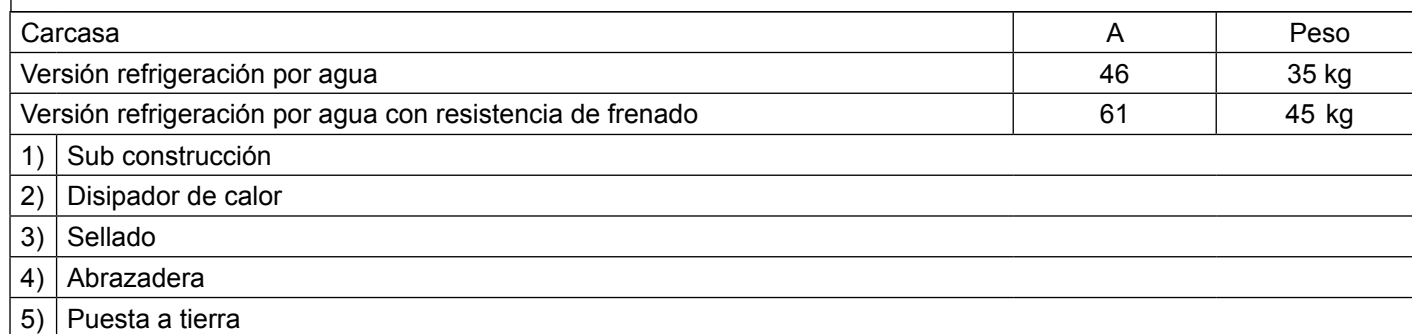 Carcasa A Peso
Versión refrigeración por agua 46 35 kg
Versión refrigeración por agua con resistencia de frenado 61 45 kg
1) Sub construcción
2) Disipador de calor
3) Sellado
4) Abrazadera
5) Puesta a tierra